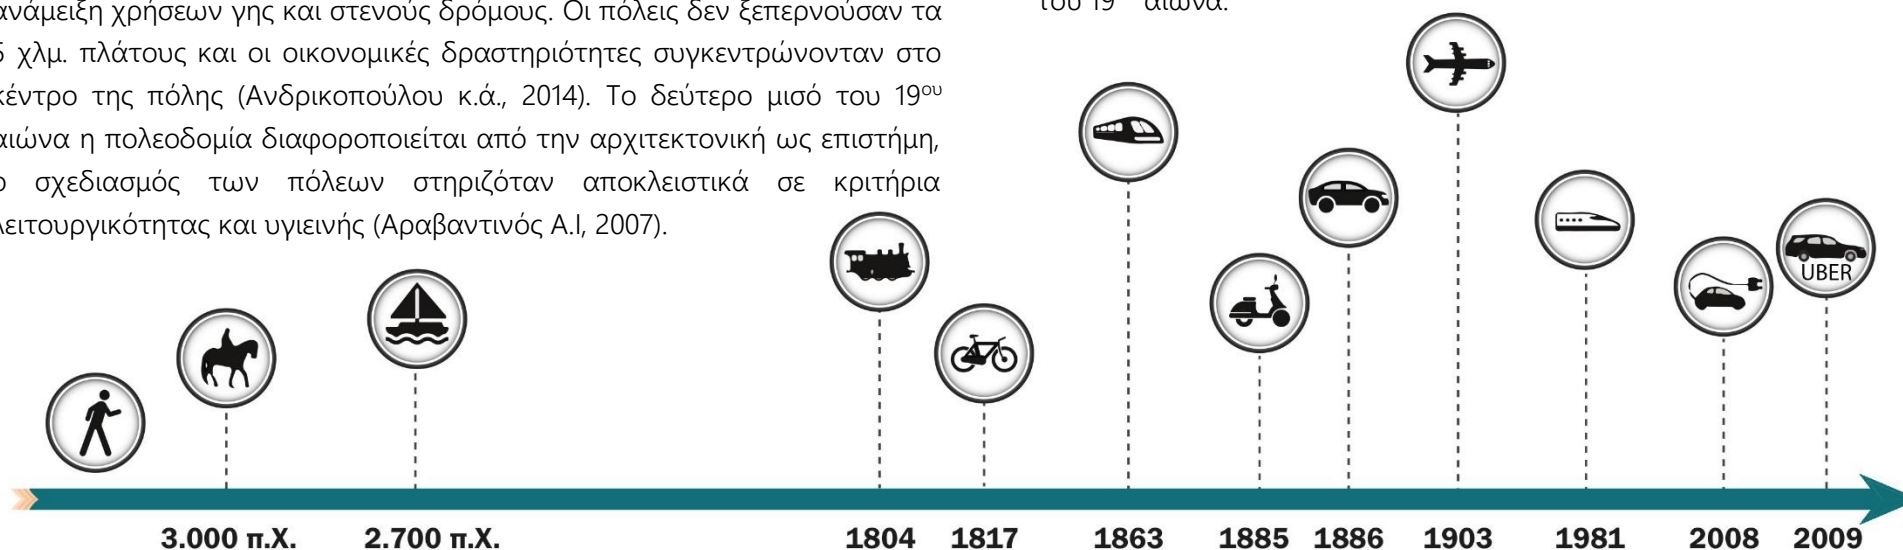 ανάμειξη χρήσεων γης και στενούς δρόμους. Οι πόλεις δεν ξεπερνούσαν τα
5 χλμ. πλάτους και οι οικονομικές δραστηριότητες συγκεντρώνονταν στο
κέντρο της πόλης (Ανδρικοπούλου κ.ά., 2014). Το δεύτερο μισό του 19ου
αιώνα η πολεοδομία διαφοροποιείται από την αρχιτεκτονική ως επιστήμη,
ο σχεδιασμός των πόλεων στηριζόταν αποκλειστικά σε κριτήρια
λειτουργικότητας και υγιεινής (Αραβαντινός Α.Ι, 2007).
του 19 αιώνα.
UBER
3.000 π.Χ. 2.700 π.Χ. 1804 1817 1863 1885 1886 1903 1981 2008 2009